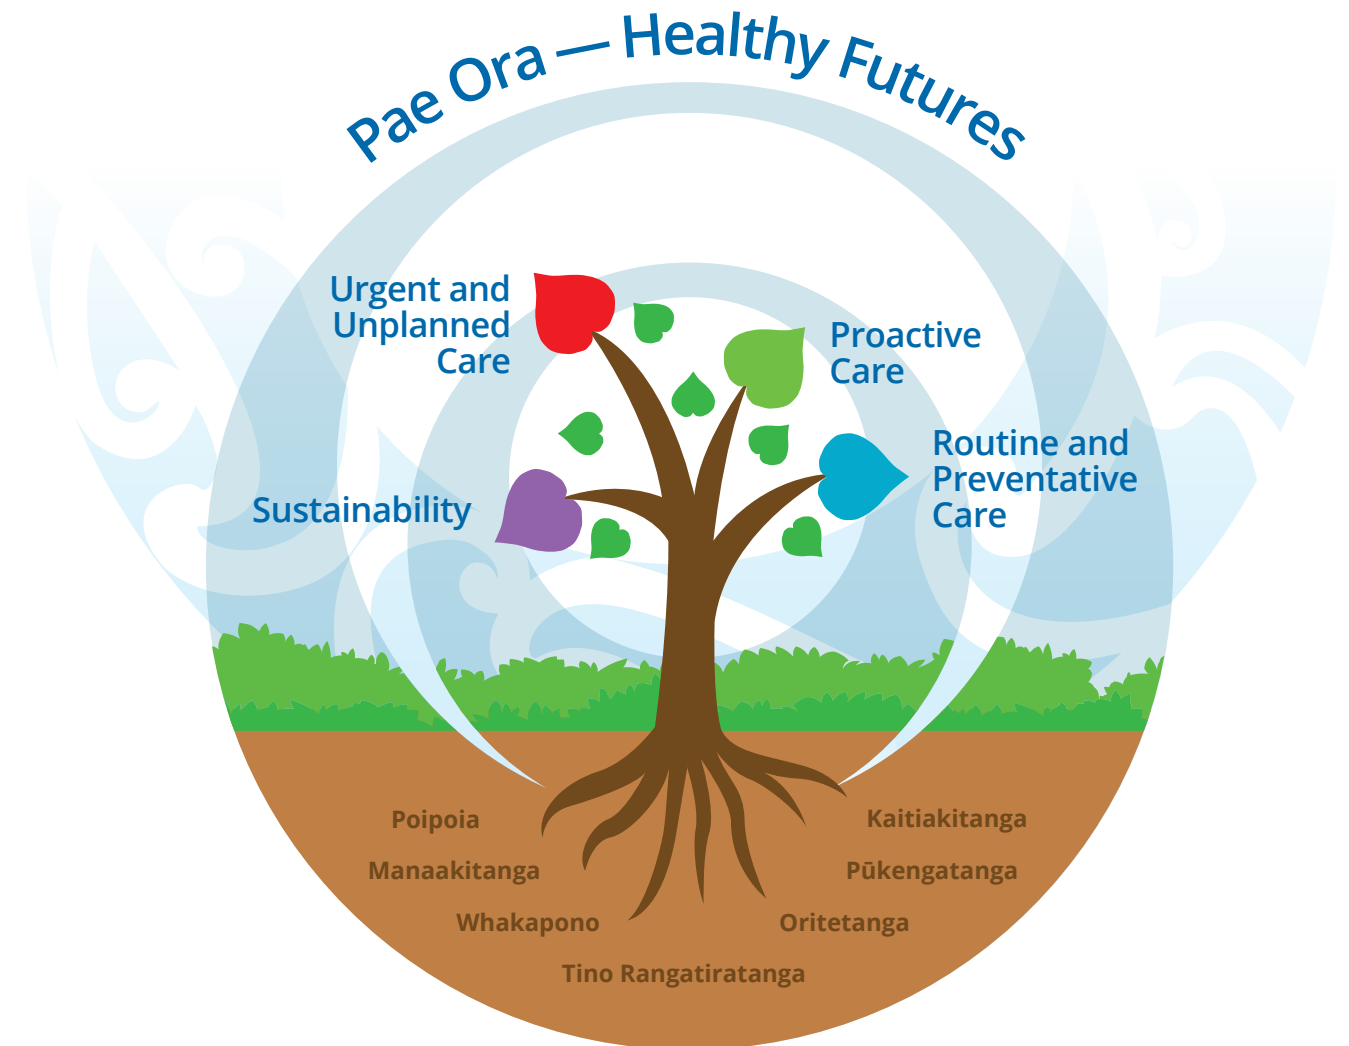 Pae Ora — Healthy Futures
Urgent and
Unplanned
Care
Proactive
Care
Routine and
Preventative
Care
Sustainability
Poipoia
Kaitiakitanga
Manaakitanga
Pūkengatanga
Whakapono
Oritetanga
Tino Rangatiratanga